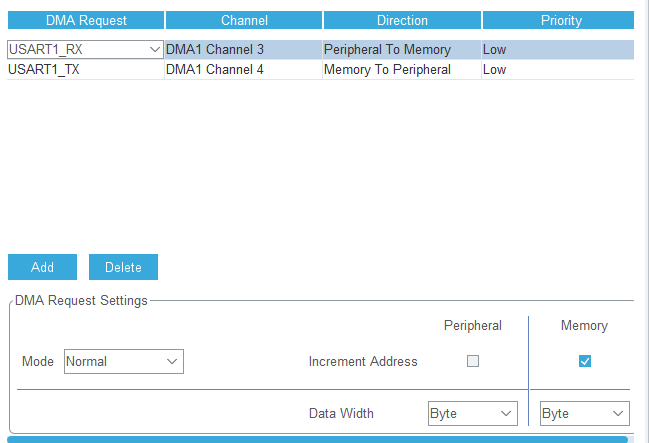 DMA Request Channel Direction Priority
USART1_RX DMA1 Channel 3 Peripheral To Memory Low
USART1_TX DMA1 Channel 4 Memory To Peripheral Low
Add Delete
DMA Request Settings
Peripheral Memory
Mode Normal Increment Address
Data Width Byte Byte